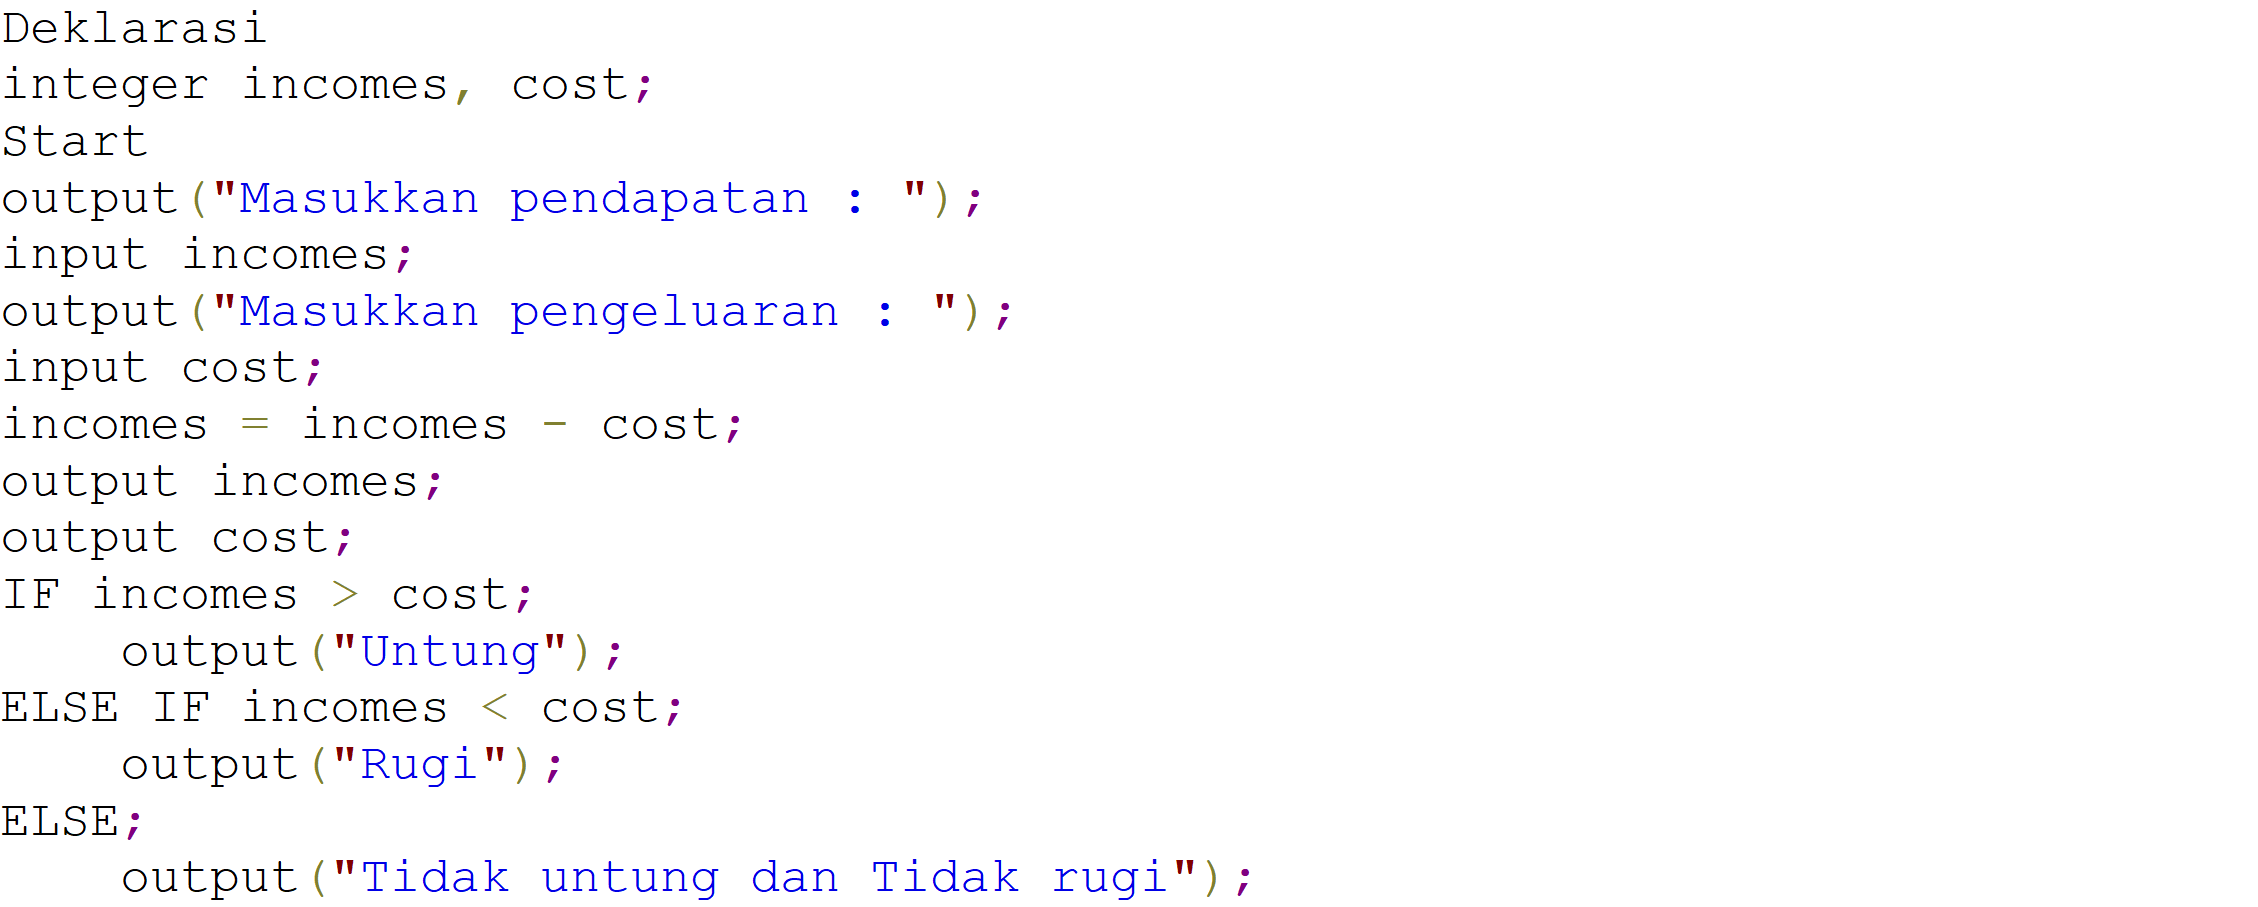 Deklarasi
integer incomes, cost;
Start
output("Masukkan pendapatan : ");
input incomes;
output("Masukkan pengeluaran : ");
input cost;
incomes = incomes - cost;
output incomes;
output cost;
IF incomes > cost;
    output("Untung");
ELSE IF incomes < cost;
    output("Rugi");
ELSE;
    output("Tidak untung dan Tidak rugi");